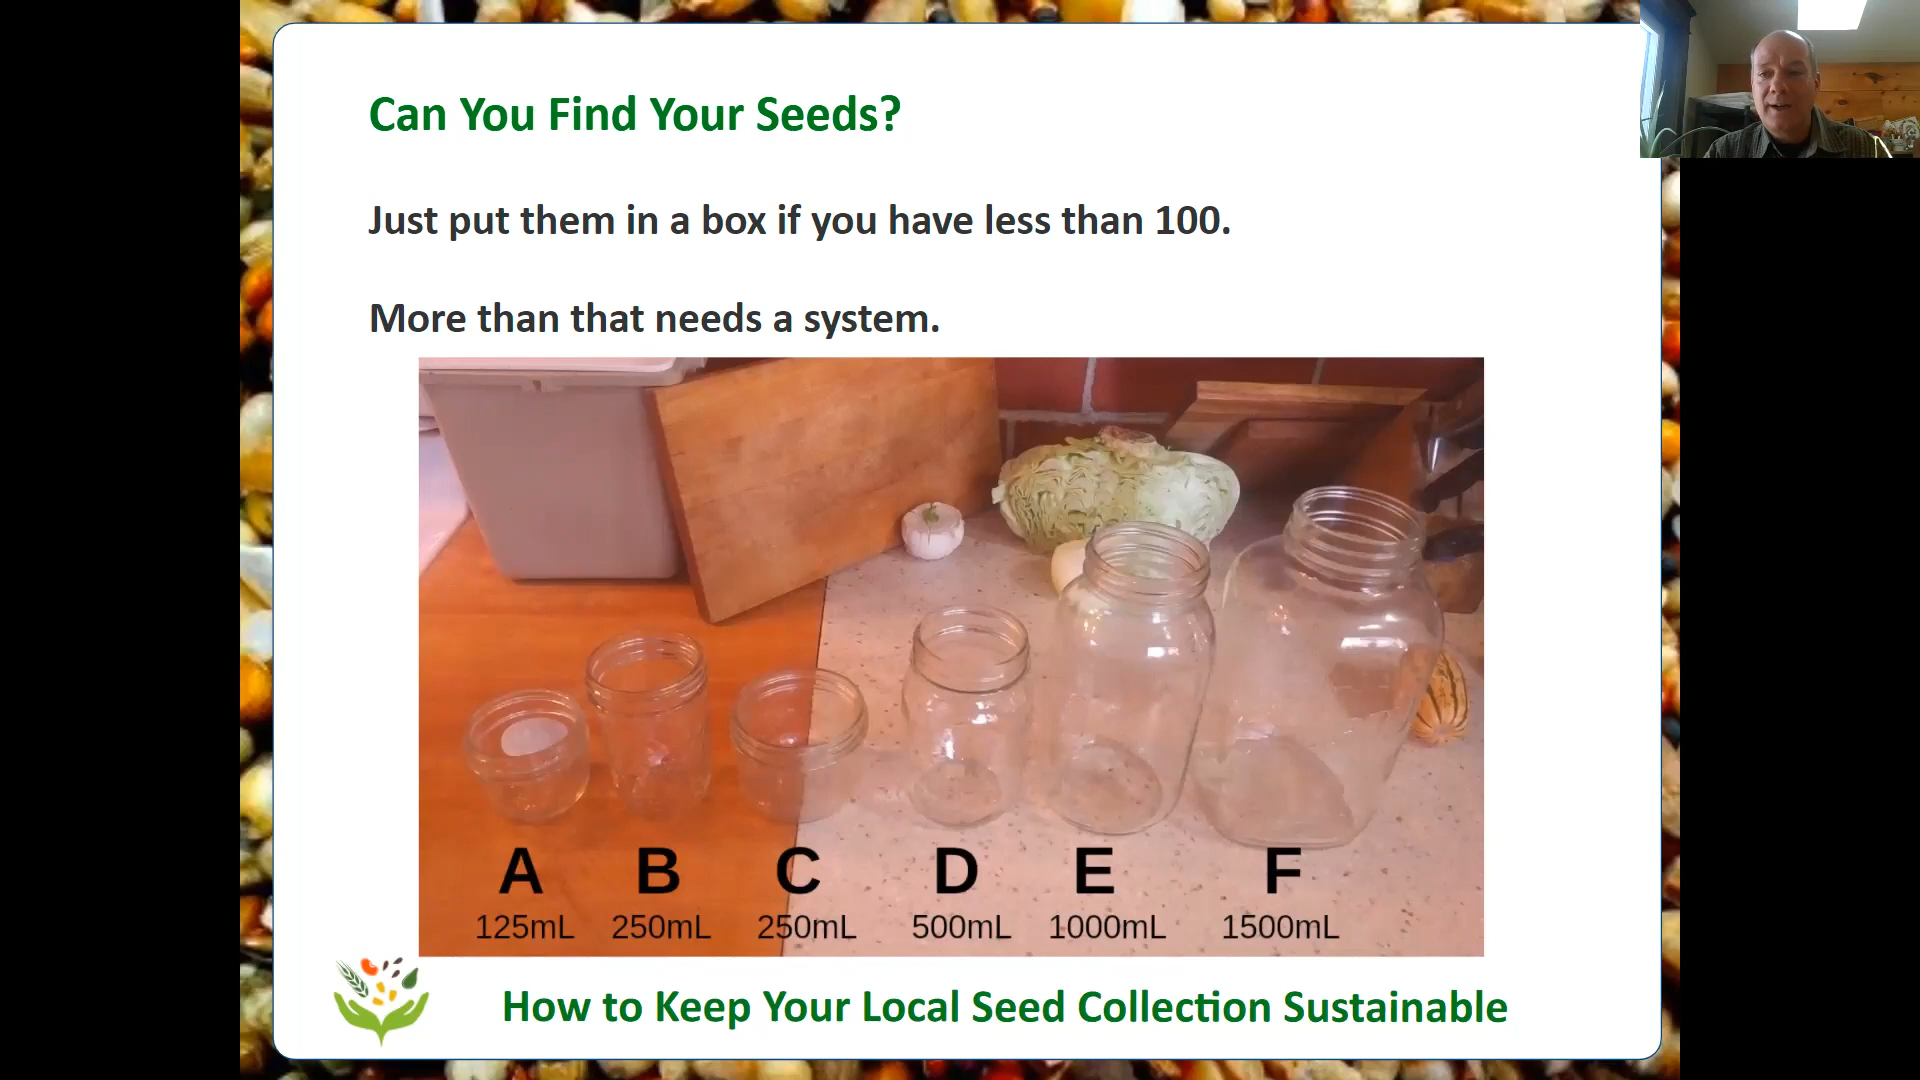 Can You Find Your Seeds?
Just put them in a box if you have less than 100.
More than that needs a system.
A B C D E F
125mL 250mL 250mL 500mL 1000mL 1500mL
How to Keep Your Local Seed Collection Sustainable